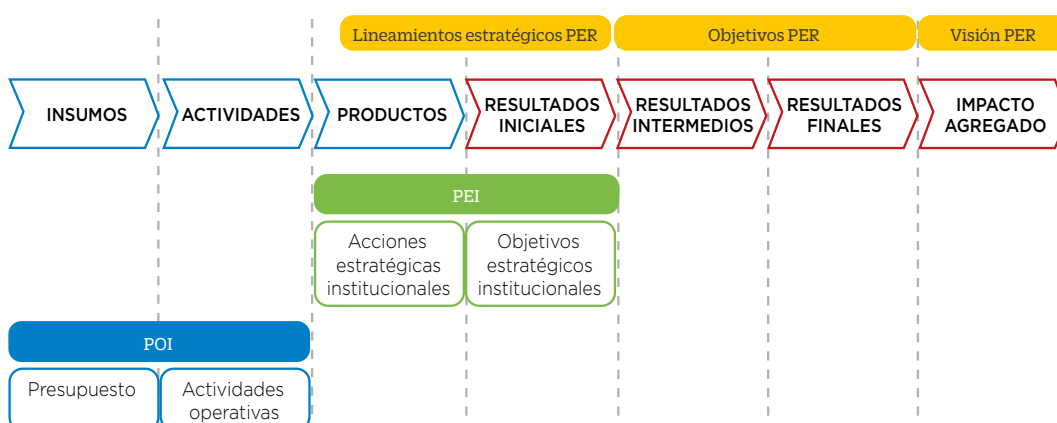 Lineamientos estratégicos PER
Objetivos PER
Visión PER
INSUMOS
ACTIVIDADES
PRODUCTOS
RESULTADOS
INICIALES
RESULTADOS
INTERMEDIOS
RESULTADOS
FINALES
IMPACTO
AGREGADO
PEI
Acciones
estratégicas
institucionales
Objetivos
estratégicos
institucionales
POI
Presupuesto
Actividades
operativas